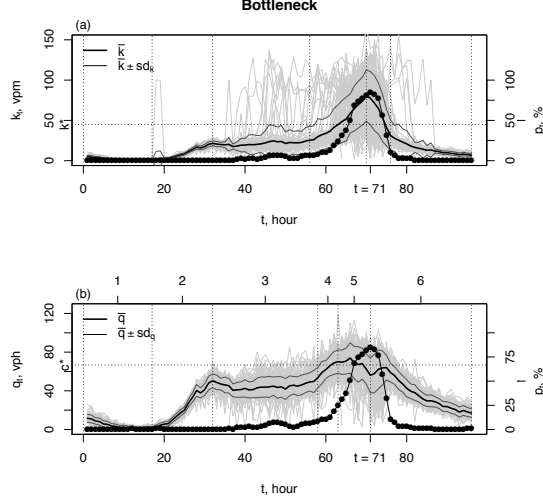 Bottleneck
(a)
150
100
50
0
k̅
k̅ ± sdₖ
kₜ, vpm
k*
100
50
0
pₜ, %
0 20 40 60 t = 71 80
t, hour
1 2 3 4 5 6
(b)
120
80
40
0
q̅
q̅ ± sd_q
qₜ, vph
c*
75
50
25
0
pₜ, %
0 20 40 60 t = 71 80
t, hour